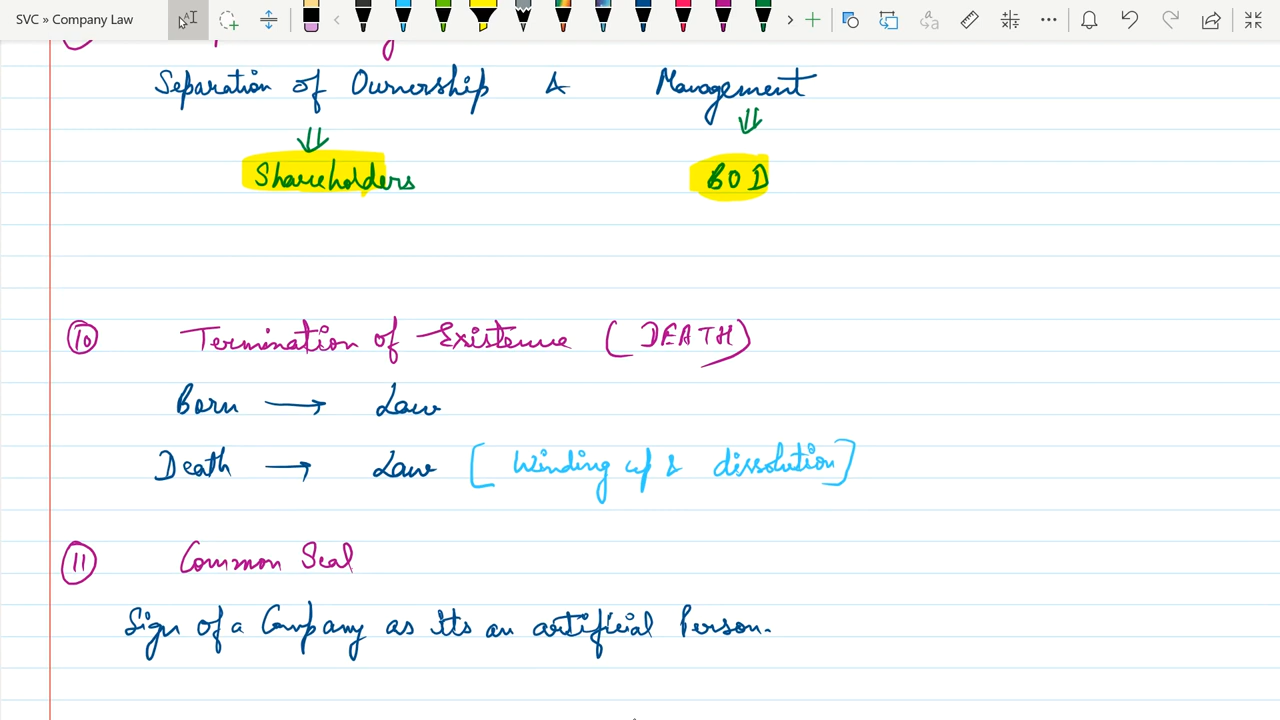 SVC » Company Law
Separation of Ownership & Management
Shareholders BOD
10 Termination of Existence (DEATH)
Born → Law
Death → Law [Winding up & dissolution]
11 Common Seal
Sign of a Company as its an artificial Person.